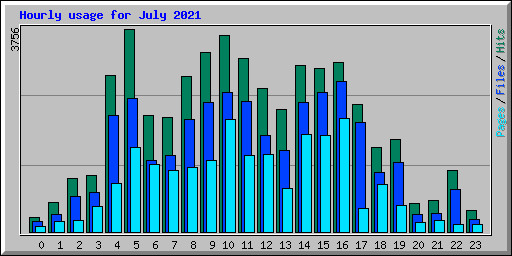 Hourly usage for July 2021
3756
Pages / Files / Hits
0 1 2 3 4 5 6 7 8 9 10 11 12 13 14 15 16 17 18 19 20 21 22 23